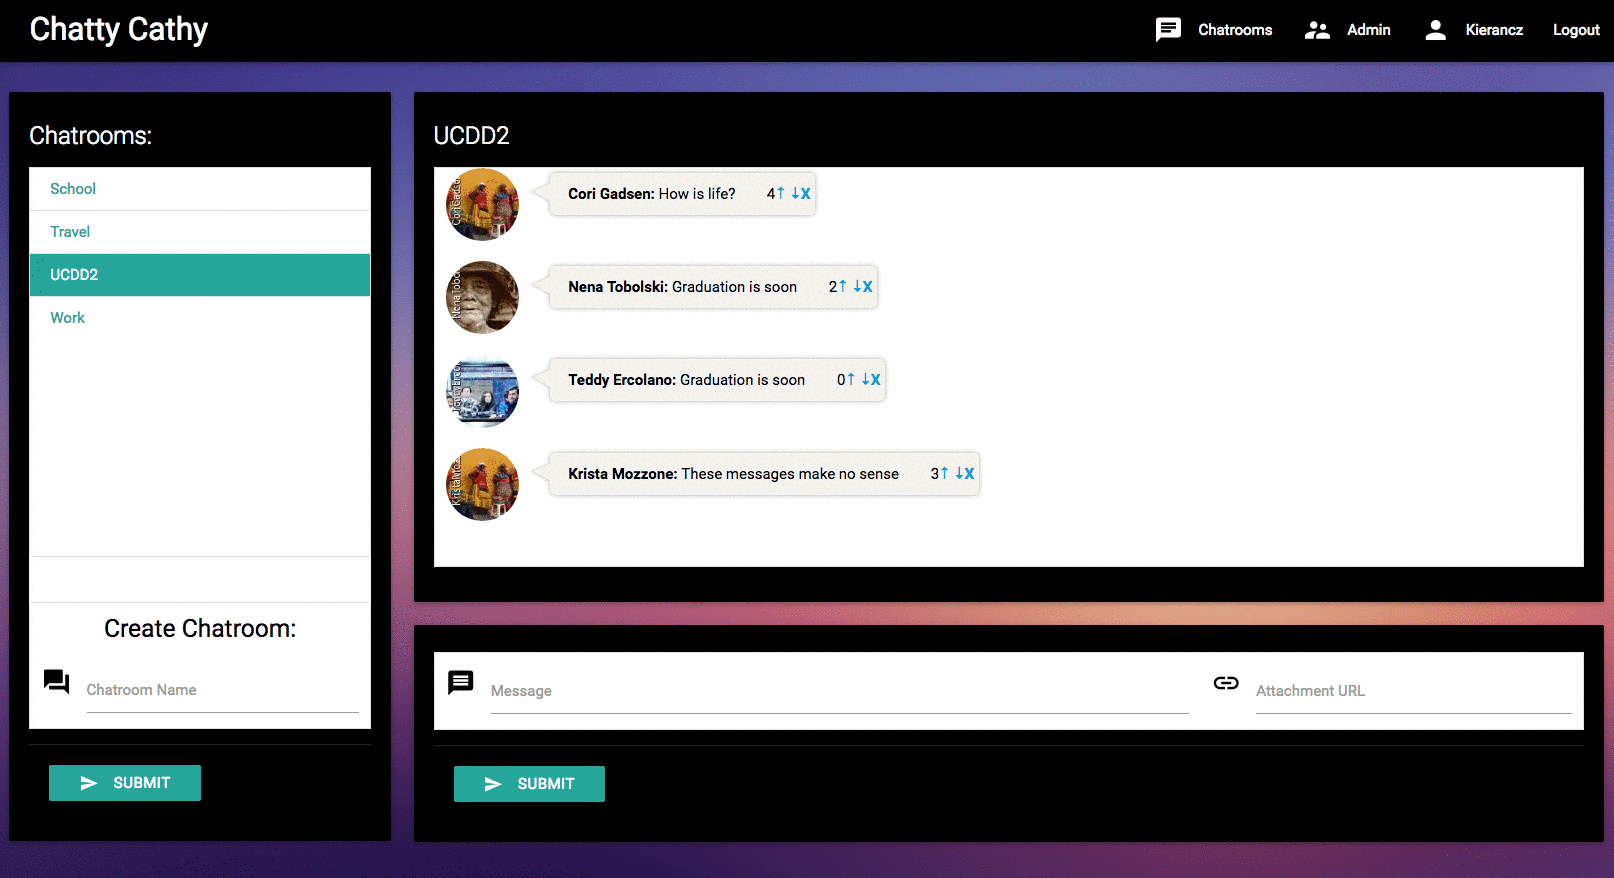 Chatty Cathy
Chatrooms Admin Kierancz Logout
Chatrooms:
School
Travel
UCDD2
Work
Create Chatroom:
Chatroom Name
SUBMIT
UCDD2
Cori Gadsen: How is life? 4↑ ↓X
Nena Tobolski: Graduation is soon 2↑ ↓X
Teddy Ercolano: Graduation is soon 0↑ ↓X
Krista Mozzone: These messages make no sense 3↑ ↓X
Message Attachment URL
SUBMIT